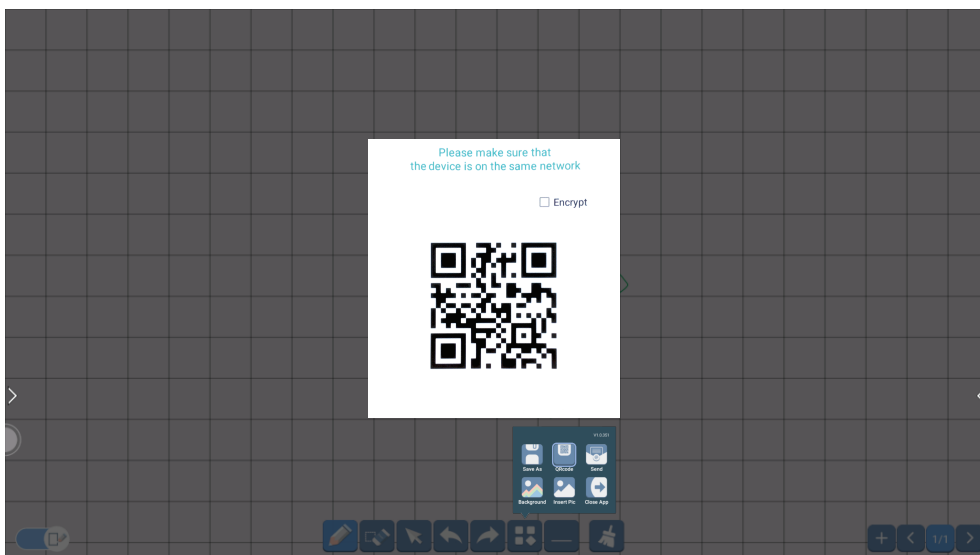 Please make sure that
the device is on the same network
Encrypt
Save As QRcode Send
Background Insert Pic Close App
1/1